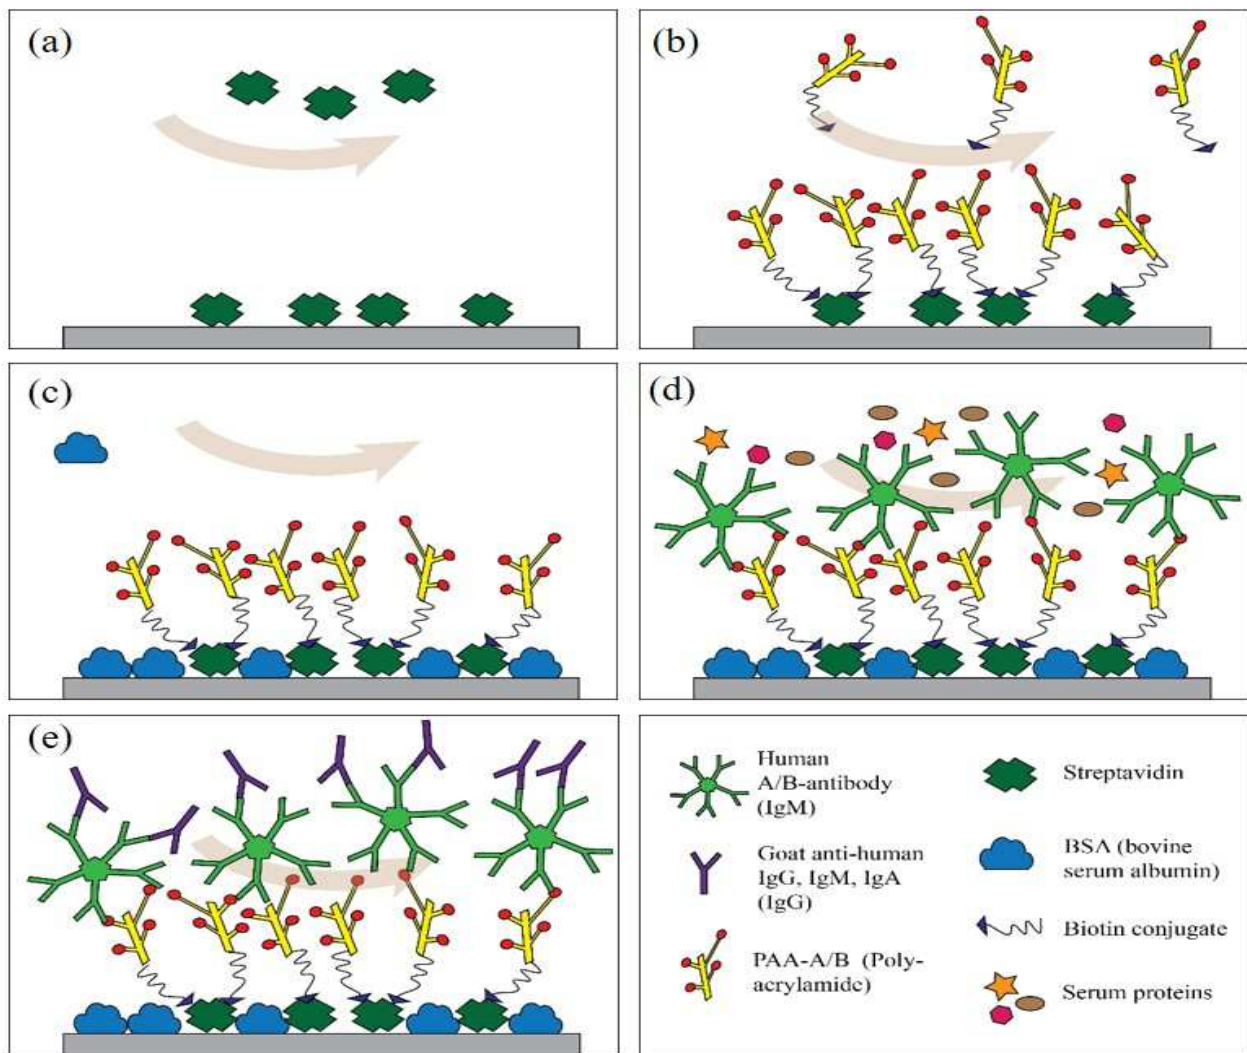 (a)
(b)
(c)
(d)
(e)
Human
A/B-antibody
(IgM)
Goat anti-human
IgG, IgM, IgA
(IgG)
PAA-A/B (Poly-
acrylamide)
Streptavidin
BSA (bovine
serum albumin)
Biotin conjugate
Serum proteins